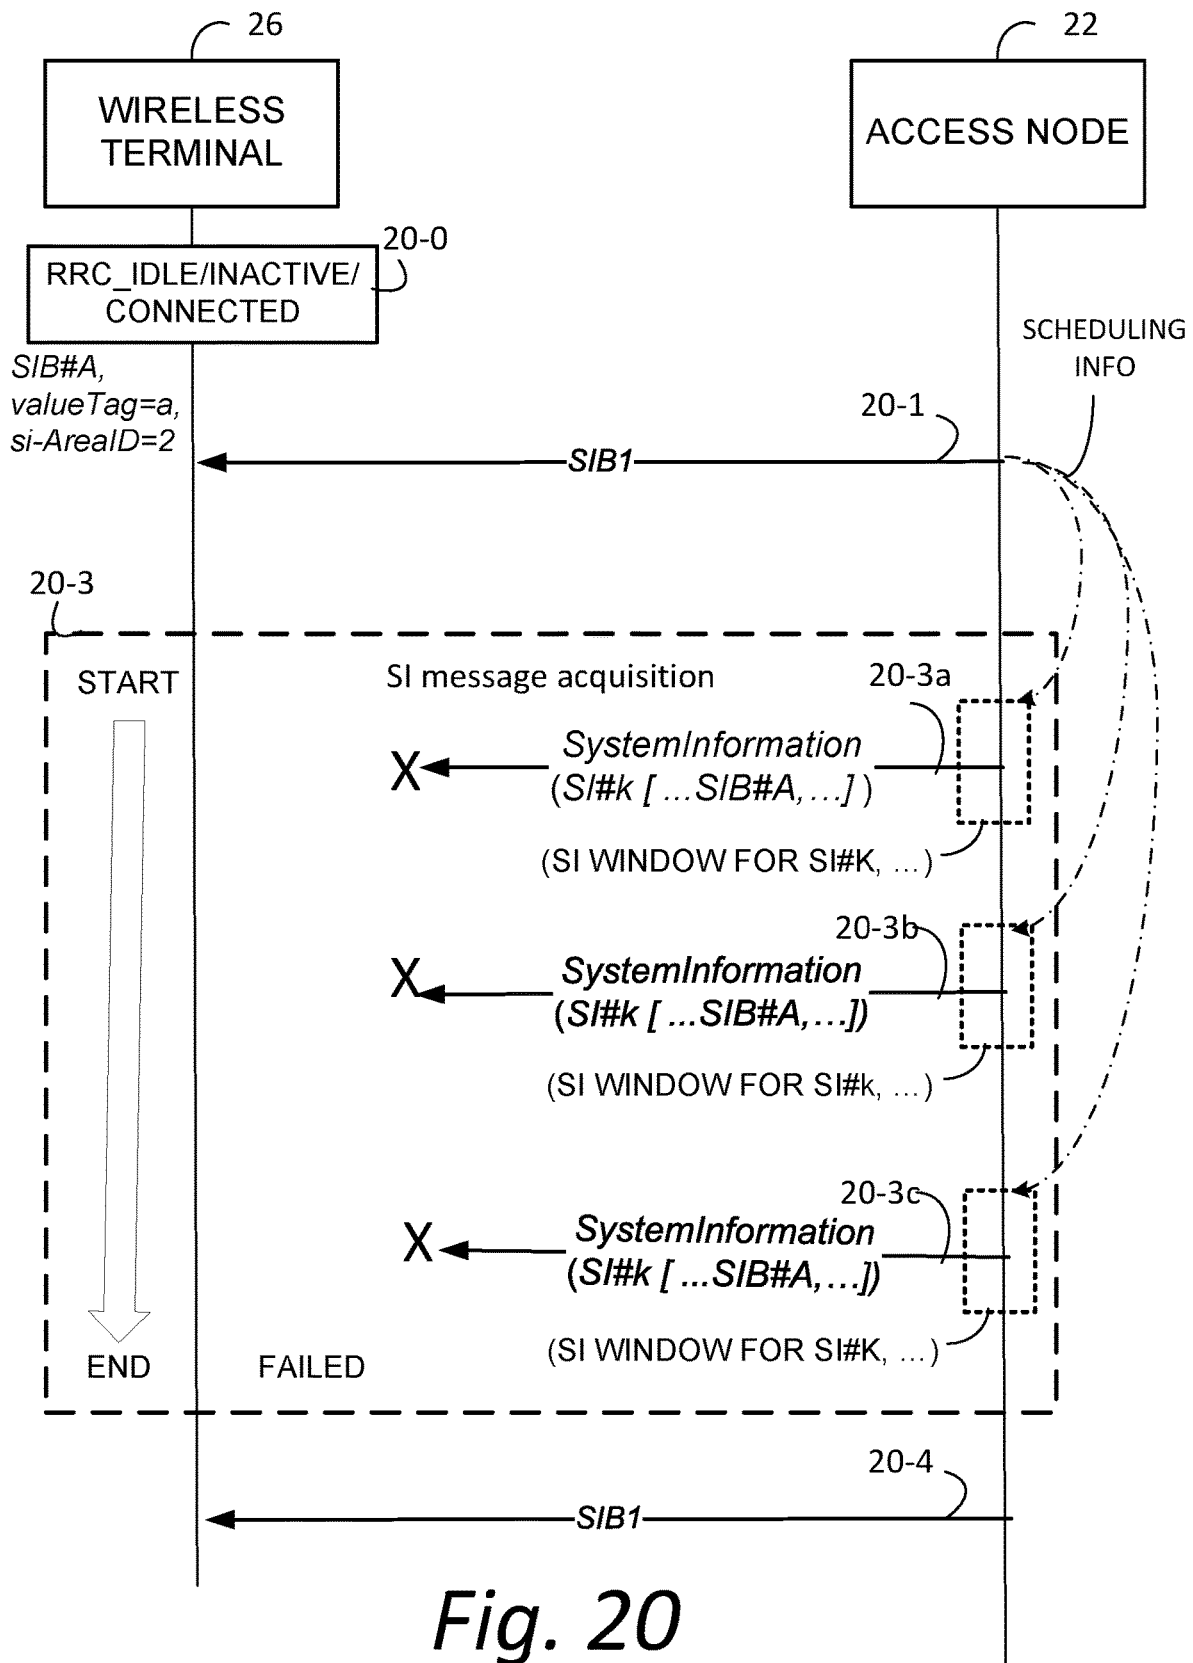 26
22
WIRELESS
TERMINAL
ACCESS NODE
20-0
RRC_IDLE/INACTIVE/
CONNECTED
SCHEDULING
INFO
SIB#A,
valueTag=a,
si-AreaID=2
20-1
SIB1
20-3
START
SI message acquisition
20-3a
SystemInformation
X
(SI#k [ ...SIB#A,...] )
(SI WINDOW FOR SI#K, ...)
20-3b
SystemInformation
X
(SI#k [ ...SIB#A,...])
(SI WINDOW FOR SI#k, ...)
20-3c
SystemInformation
X
(SI#k [ ...SIB#A,...])
(SI WINDOW FOR SI#K, ...)
END
FAILED
20-4
SIB1
Fig. 20